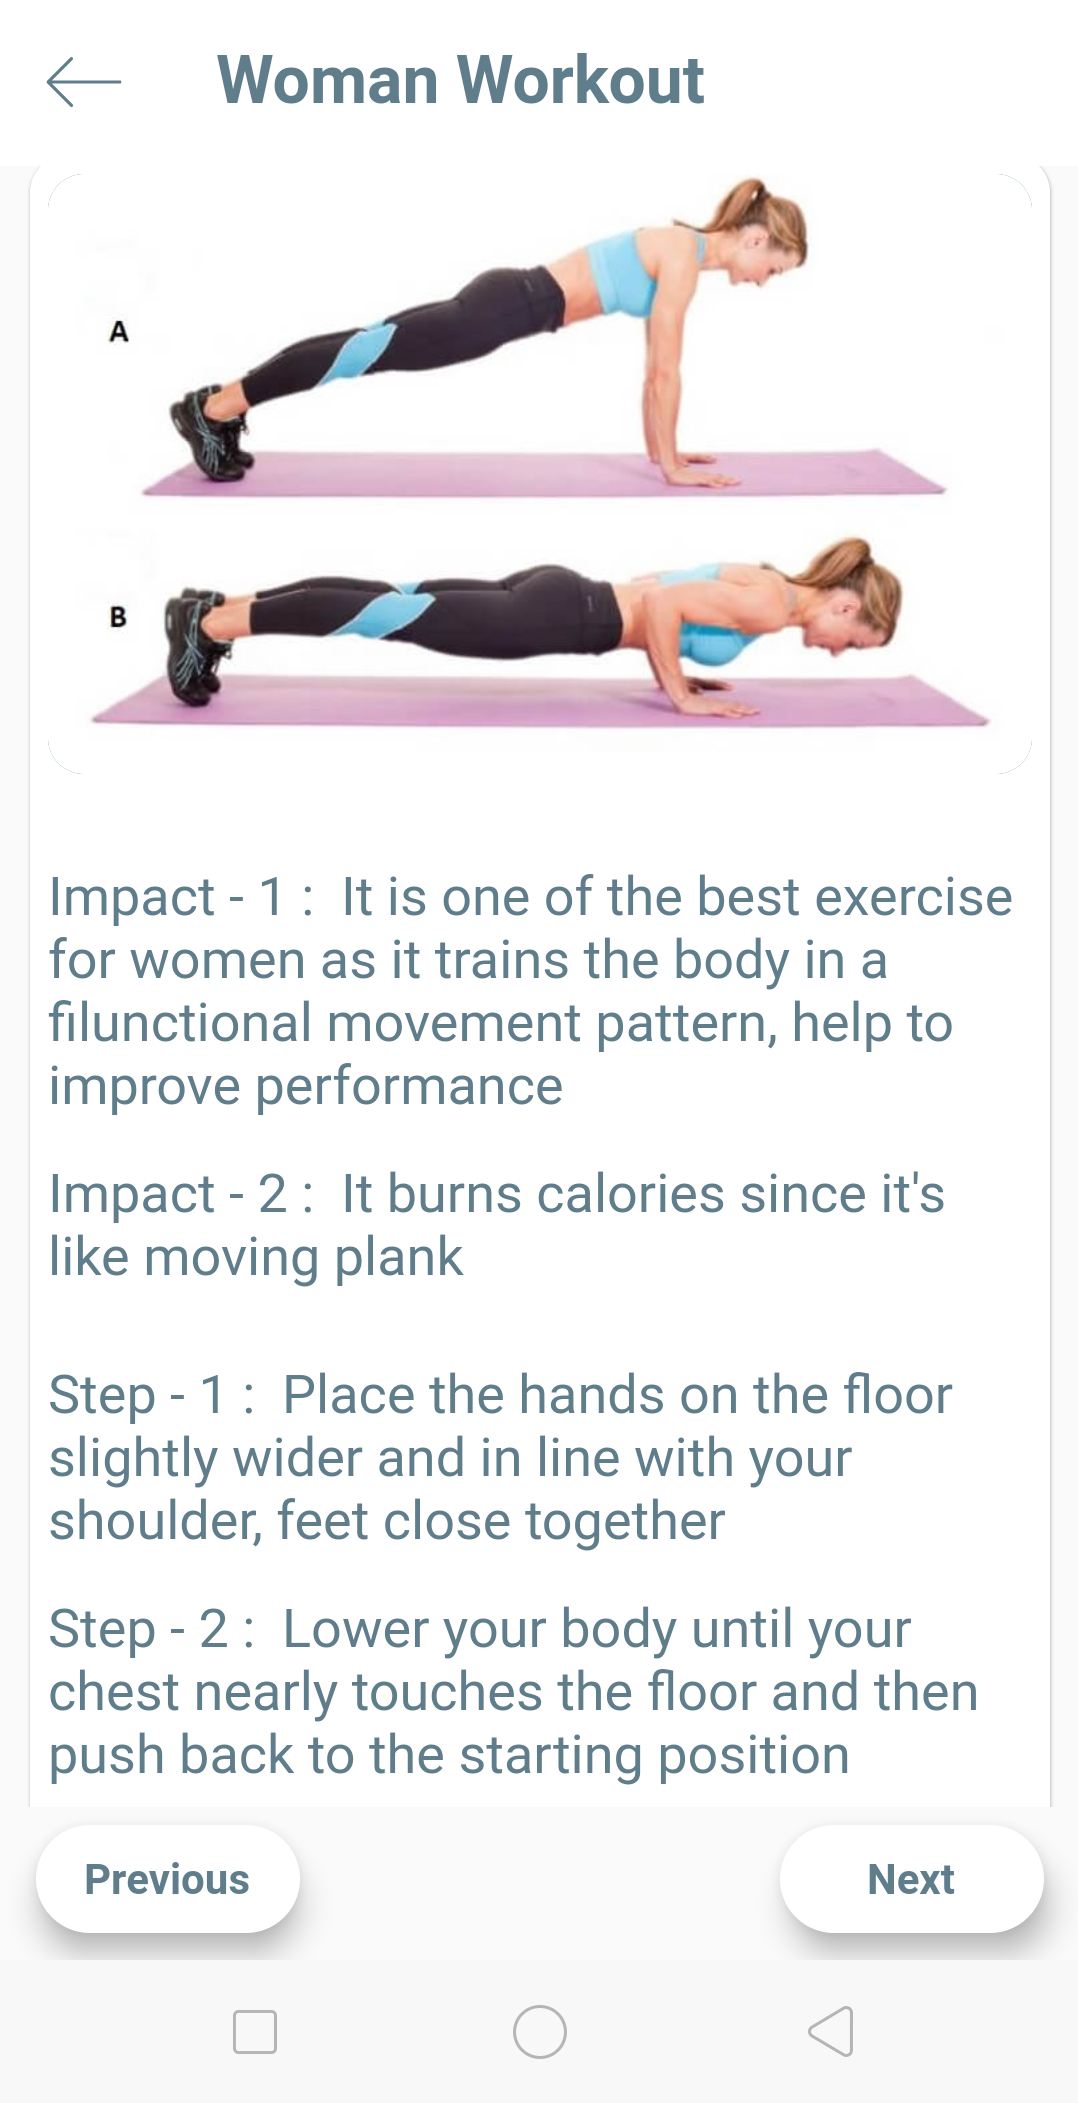 Woman Workout
A
B
Impact - 1 :  It is one of the best exercise
for women as it trains the body in a
filunctional movement pattern, help to
improve performance
Impact - 2 :  It burns calories since it's
like moving plank
Step - 1 :  Place the hands on the floor
slightly wider and in line with your
shoulder, feet close together
Step - 2 :  Lower your body until your
chest nearly touches the floor and then
push back to the starting position
Previous
Next